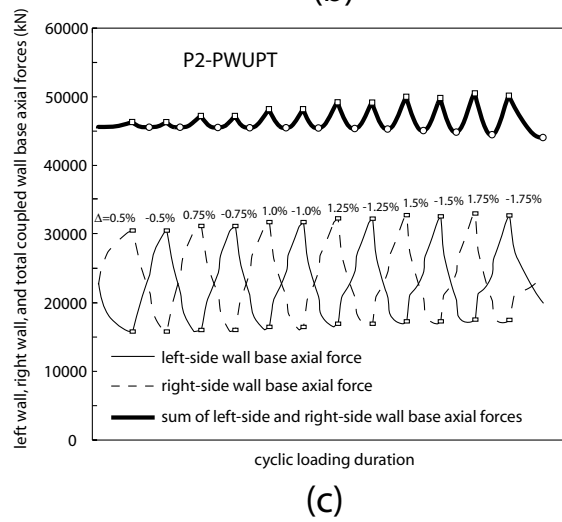 (b)
left wall, right wall, and total coupled wall base axial forces (kN)
60000
50000
40000
30000
20000
10000
0
P2-PWUPT
Δ=0.5% -0.5% 0.75% -0.75% 1.0% -1.0% 1.25% -1.25% 1.5% -1.5% 1.75% -1.75%
left-side wall base axial force
right-side wall base axial force
sum of left-side and right-side wall base axial forces
cyclic loading duration
(c)